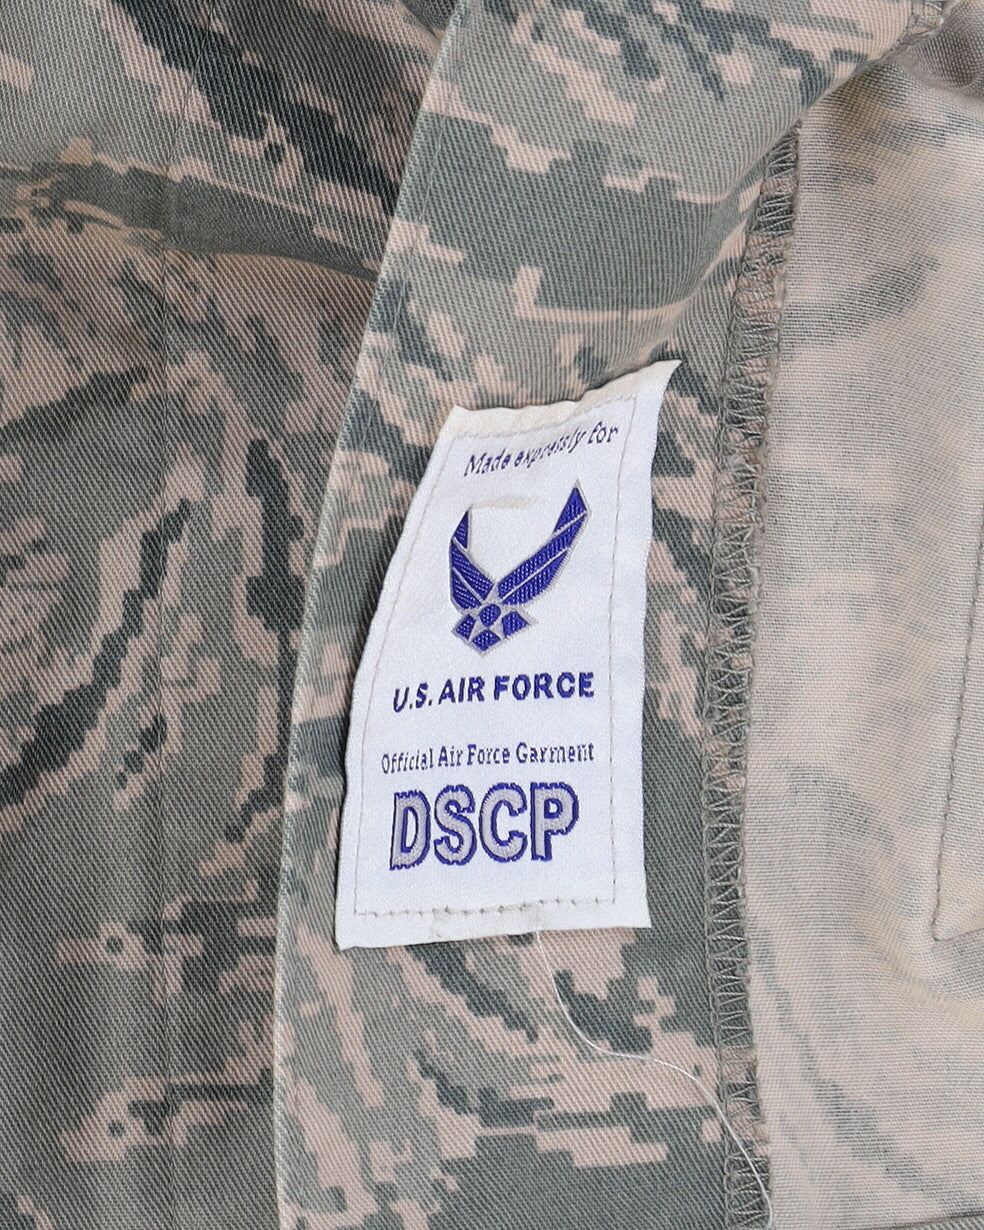 Made expressly for
U.S. AIR FORCE
Official Air Force Garment
DSCP